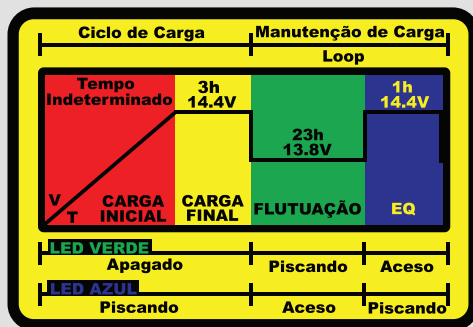 Ciclo de Carga
Manutenção de Carga
Loop
Tempo
Indeterminado
3h
14.4V
23h
13.8V
1h
14.4V
V
T
CARGA
INICIAL
CARGA
FINAL
FLUTUAÇÃO
EQ
LED VERDE
Apagado
Piscando
Aceso
LED AZUL
Piscando
Aceso
Piscando